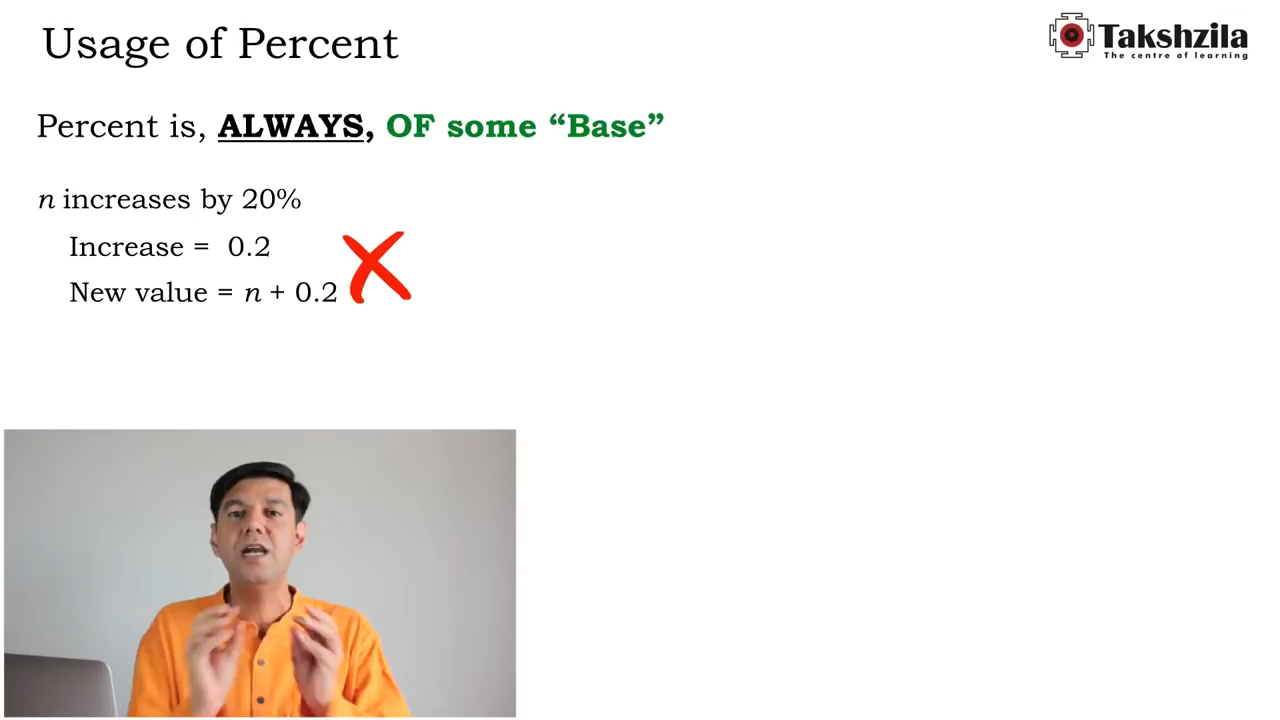 Usage of Percent
Takshzila
The centre of learning
Percent is, ALWAYS, OF some “Base”
n increases by 20%
Increase = 0.2
New value = n + 0.2